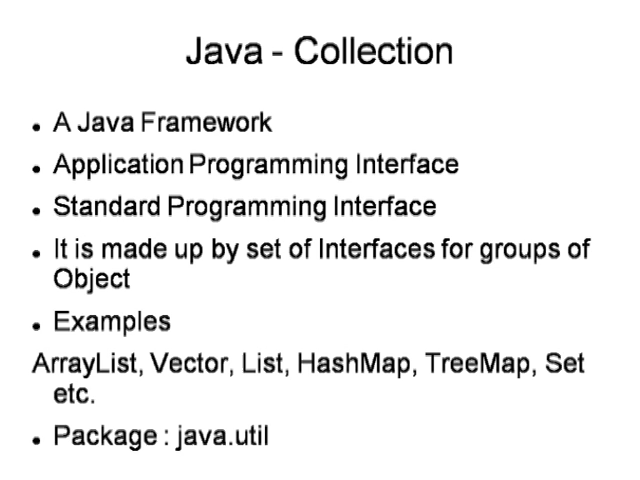 Java - Collection
• A Java Framework
• Application Programming Interface
• Standard Programming Interface
• It is made up by set of Interfaces for groups of
Object
• Examples
ArrayList, Vector, List, HashMap, TreeMap, Set
etc.
• Package : java.util